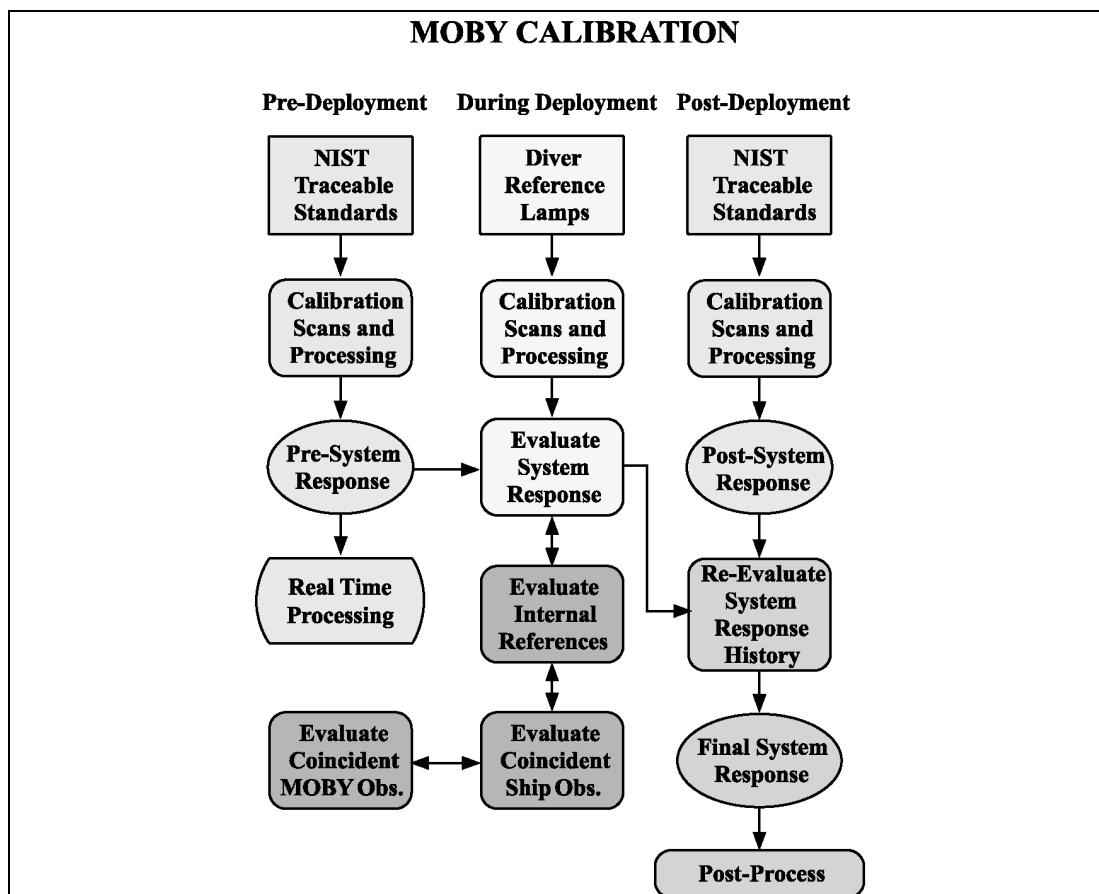 MOBY CALIBRATION
Pre-Deployment
During Deployment
Post-Deployment
NIST
Traceable
Standards
Diver
Reference
Lamps
NIST
Traceable
Standards
Calibration
Scans and
Processing
Calibration
Scans and
Processing
Calibration
Scans and
Processing
Pre-System
Response
Evaluate
System
Response
Post-System
Response
Real Time
Processing
Evaluate
Internal
References
Re-Evaluate
System
Response
History
Evaluate
Coincident
MOBY Obs.
Evaluate
Coincident
Ship Obs.
Final System
Response
Post-Process